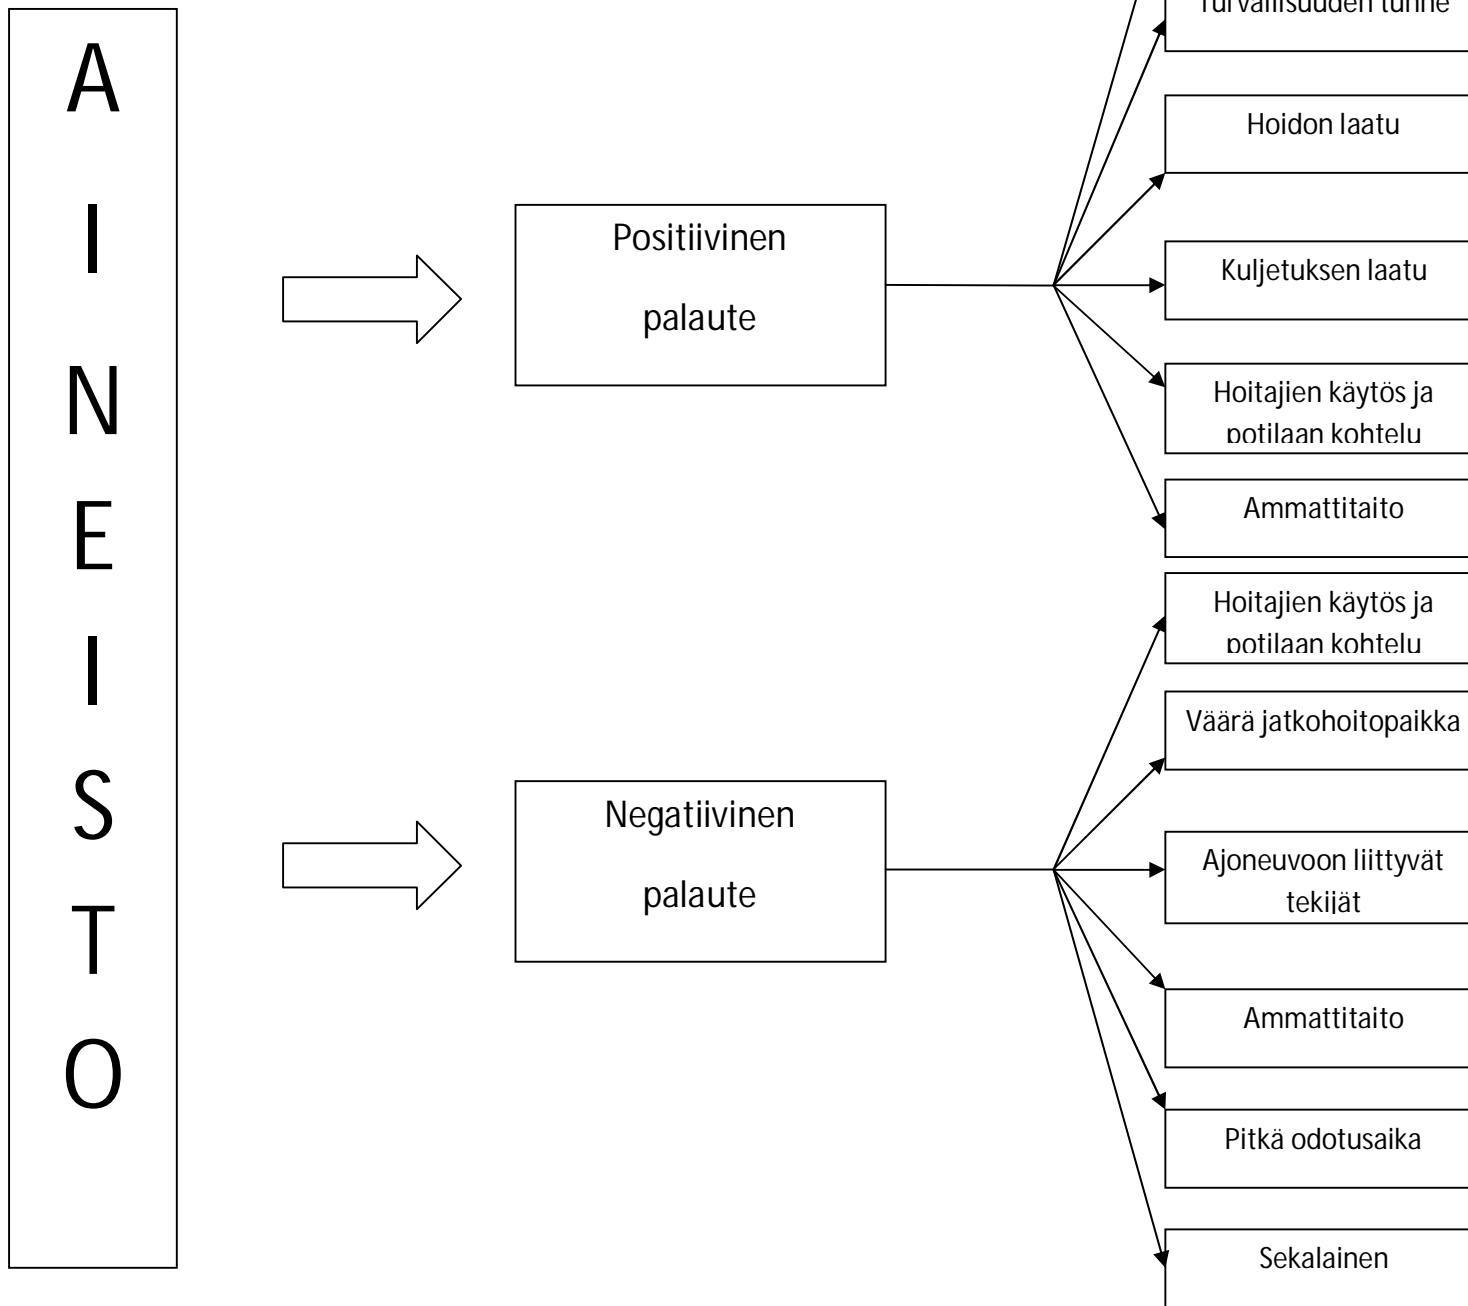 AINEISTO
Positiivinen
palaute
Turvallisuuden tunne
Hoidon laatu
Kuljetuksen laatu
Hoitajien käytös ja
potilaan kohtelu
Ammattitaito
Negatiivinen
palaute
Hoitajien käytös ja
potilaan kohtelu
Väärä jatkohoitopaikka
Ajoneuvoon liittyvät
tekijät
Ammattitaito
Pitkä odotusaika
Sekalainen